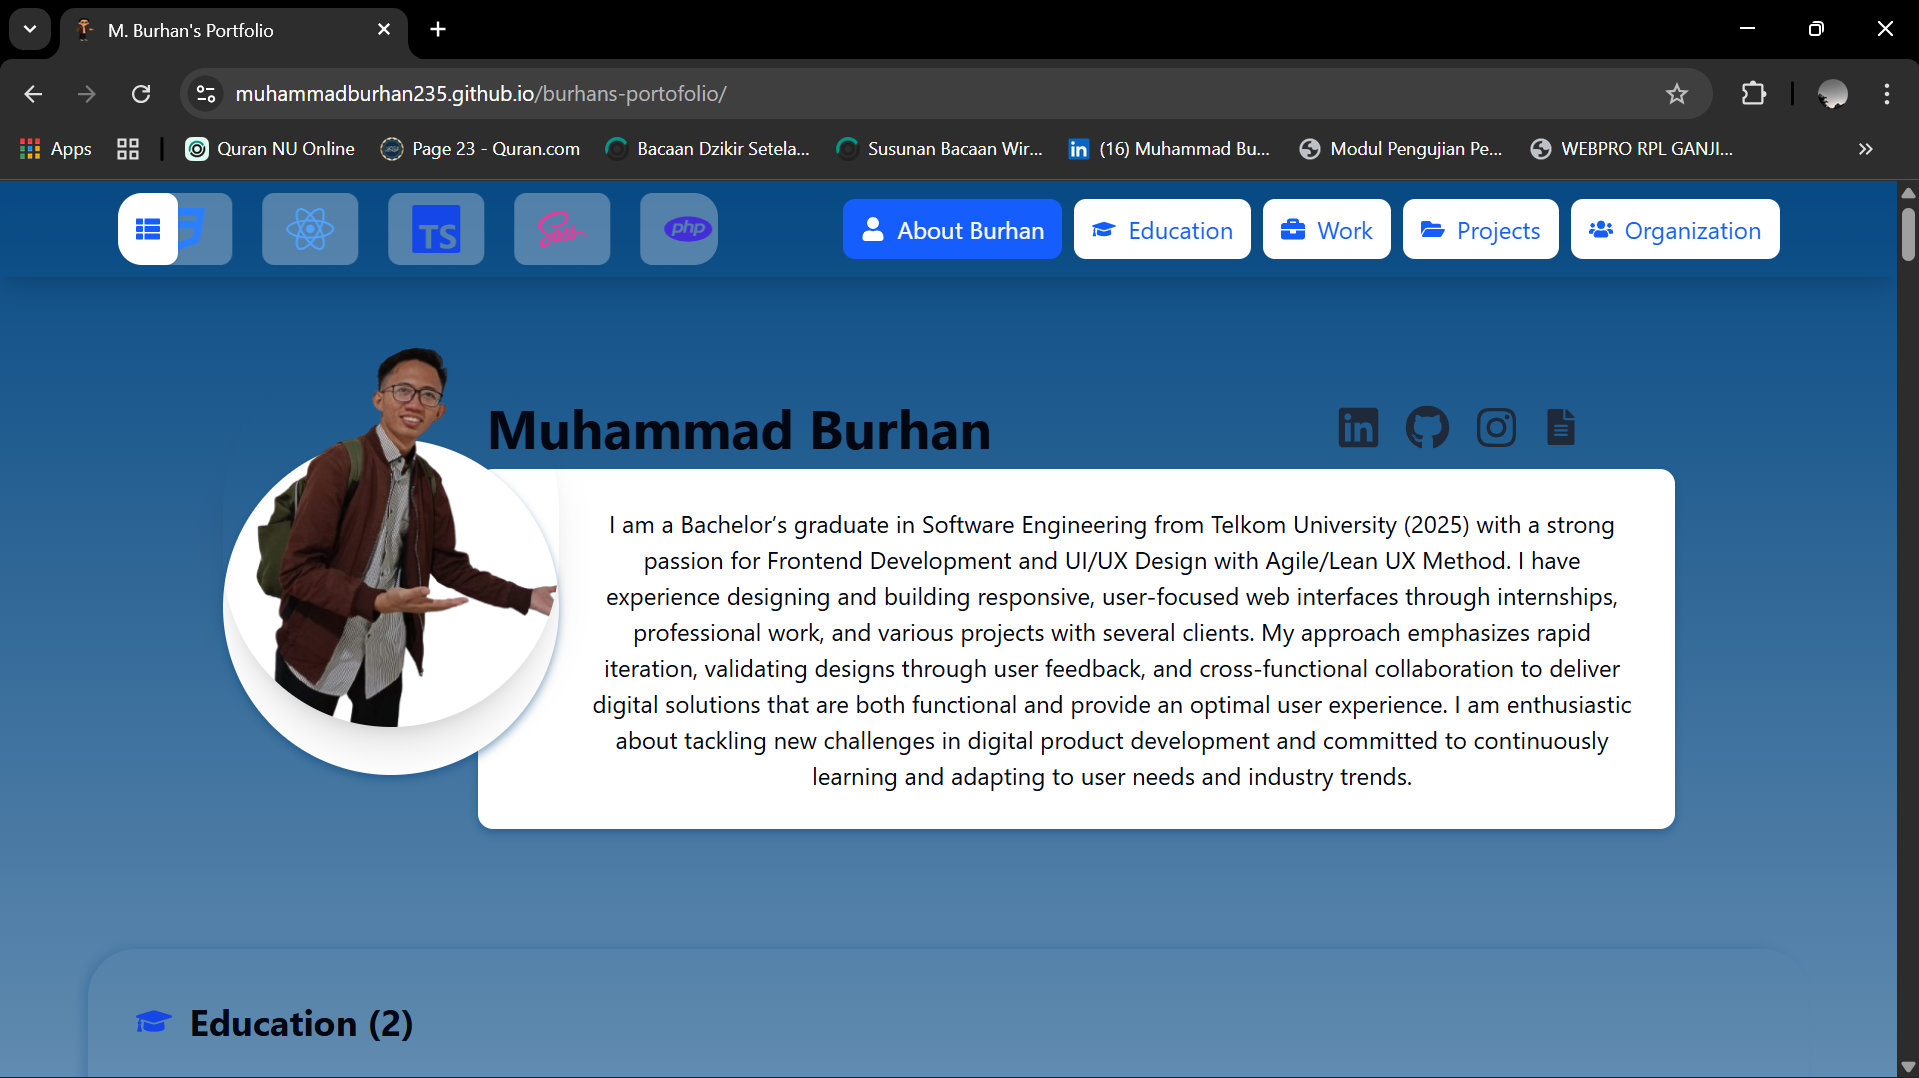 M. Burhan's Portfolio
muhammadburhan235.github.io/burhans-portofolio/
Apps
Quran NU Online
Page 23 - Quran.com
Bacaan Dzikir Setela...
Susunan Bacaan Wir...
in (16) Muhammad Bu...
Modul Pengujian Pe...
WEBPRO RPL GANJI...
TS
Sass
php
About Burhan
Education
Work
Projects
Organization
Muhammad Burhan
in
I am a Bachelor’s graduate in Software Engineering from Telkom University (2025) with a strong
passion for Frontend Development and UI/UX Design with Agile/Lean UX Method. I have
experience designing and building responsive, user-focused web interfaces through internships,
professional work, and various projects with several clients. My approach emphasizes rapid
iteration, validating designs through user feedback, and cross-functional collaboration to deliver
digital solutions that are both functional and provide an optimal user experience. I am enthusiastic
about tackling new challenges in digital product development and committed to continuously
learning and adapting to user needs and industry trends.
Education (2)